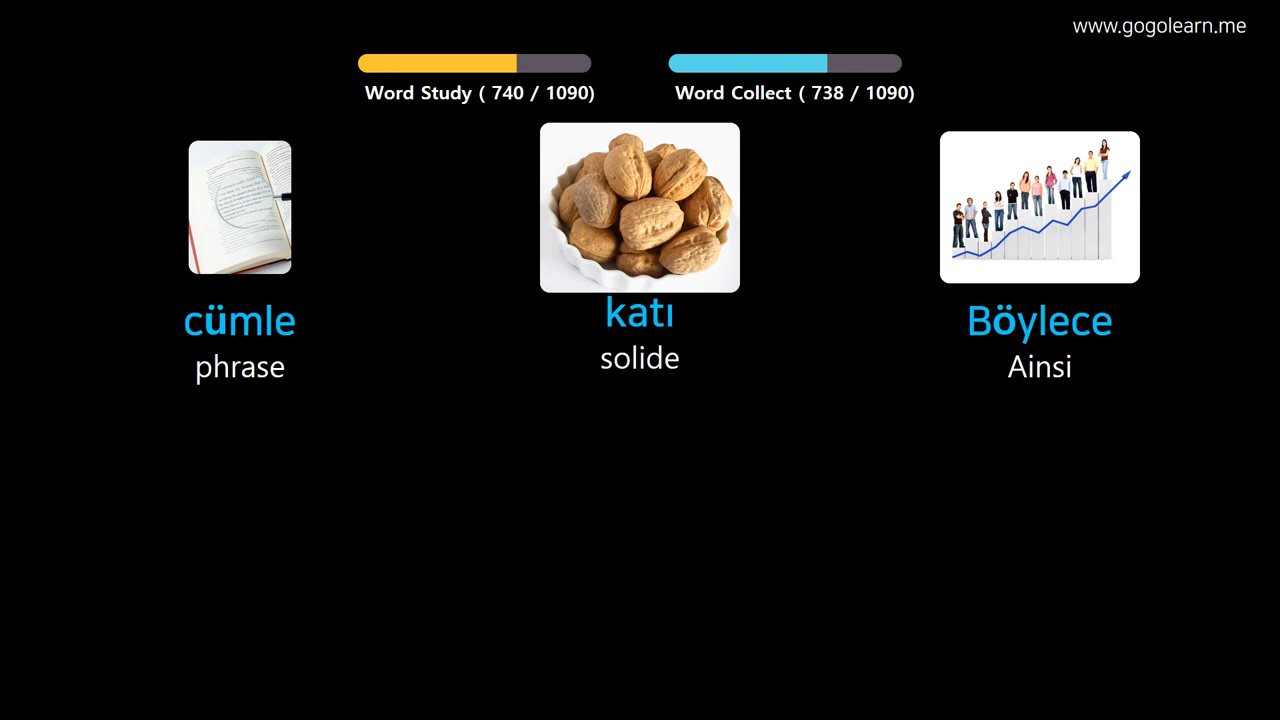 www.gogolearn.me
Word Study ( 740 / 1090)
Word Collect ( 738 / 1090)
cümle
phrase
katı
solide
Böylece
Ainsi